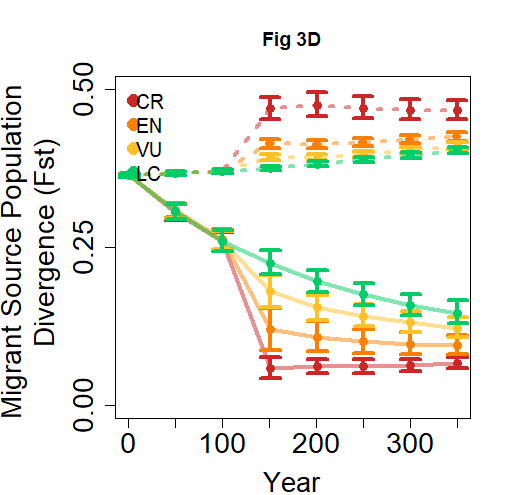 Fig 3D
Migrant Source Population
Divergence (Fst)
0.50
0.25
0.00
CR
EN
VU
LC
0
100
200
300
Year